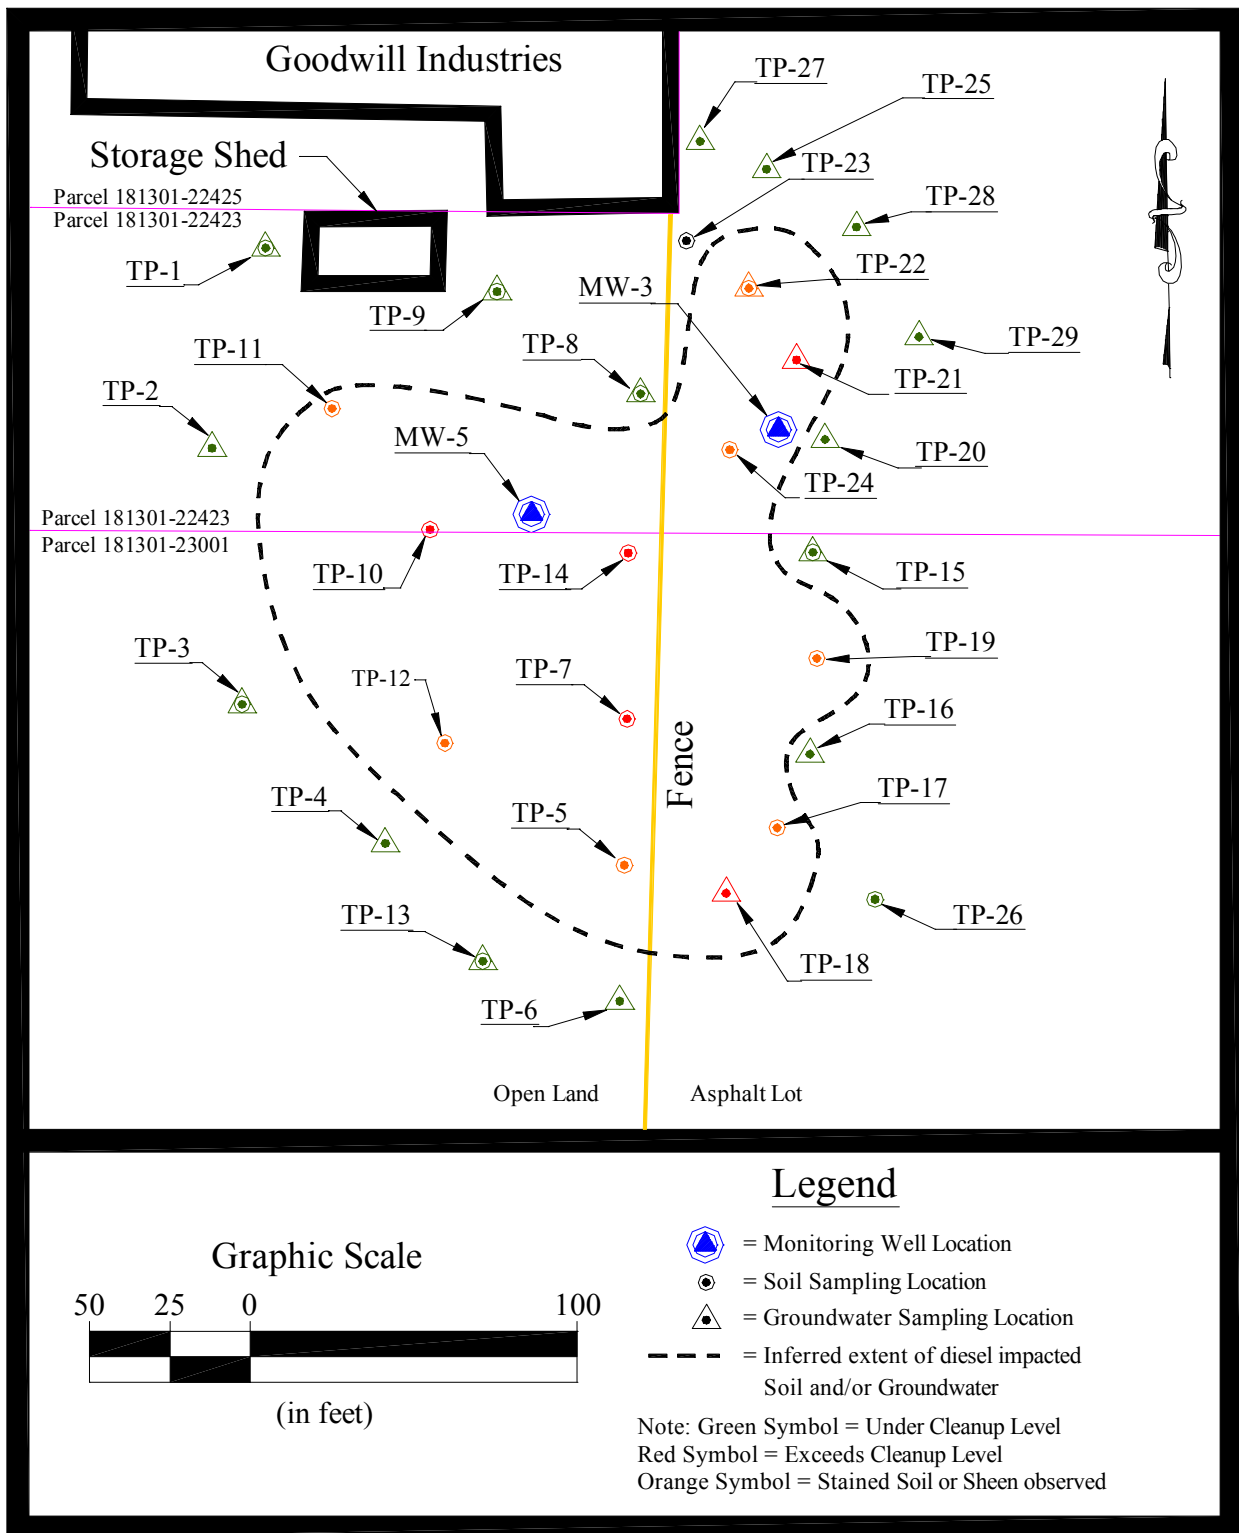 Goodwill Industries
TP-27
TP-25
Storage Shed
TP-23
Parcel 181301-22425
Parcel 181301-22423
TP-28
TP-1
TP-22
MW-3
TP-9
TP-8
TP-29
TP-11
TP-21
TP-2
MW-5
TP-20
TP-24
Parcel 181301-22423
Parcel 181301-23001
TP-10
TP-14
TP-15
TP-3
TP-19
TP-12
TP-7
TP-16
Fence
TP-4
TP-5
TP-17
TP-13
TP-26
TP-18
TP-6
Open Land
Asphalt Lot
Legend
Graphic Scale
50 25 0 100
(in feet)
= Monitoring Well Location
= Soil Sampling Location
= Groundwater Sampling Location
= Inferred extent of diesel impacted
Soil and/or Groundwater
Note: Green Symbol = Under Cleanup Level
Red Symbol = Exceeds Cleanup Level
Orange Symbol = Stained Soil or Sheen observed